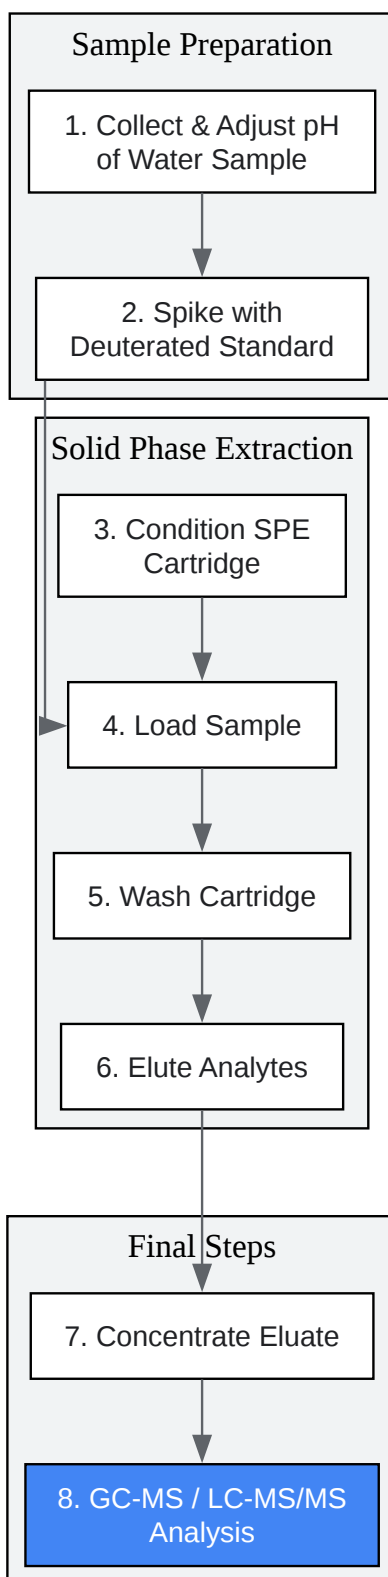 Sample Preparation
1. Collect & Adjust pH
of Water Sample
2. Spike with
Deuterated Standard
Solid Phase Extraction
3. Condition SPE
Cartridge
4. Load Sample
5. Wash Cartridge
6. Elute Analytes
Final Steps
7. Concentrate Eluate
8. GC-MS / LC-MS/MS
Analysis